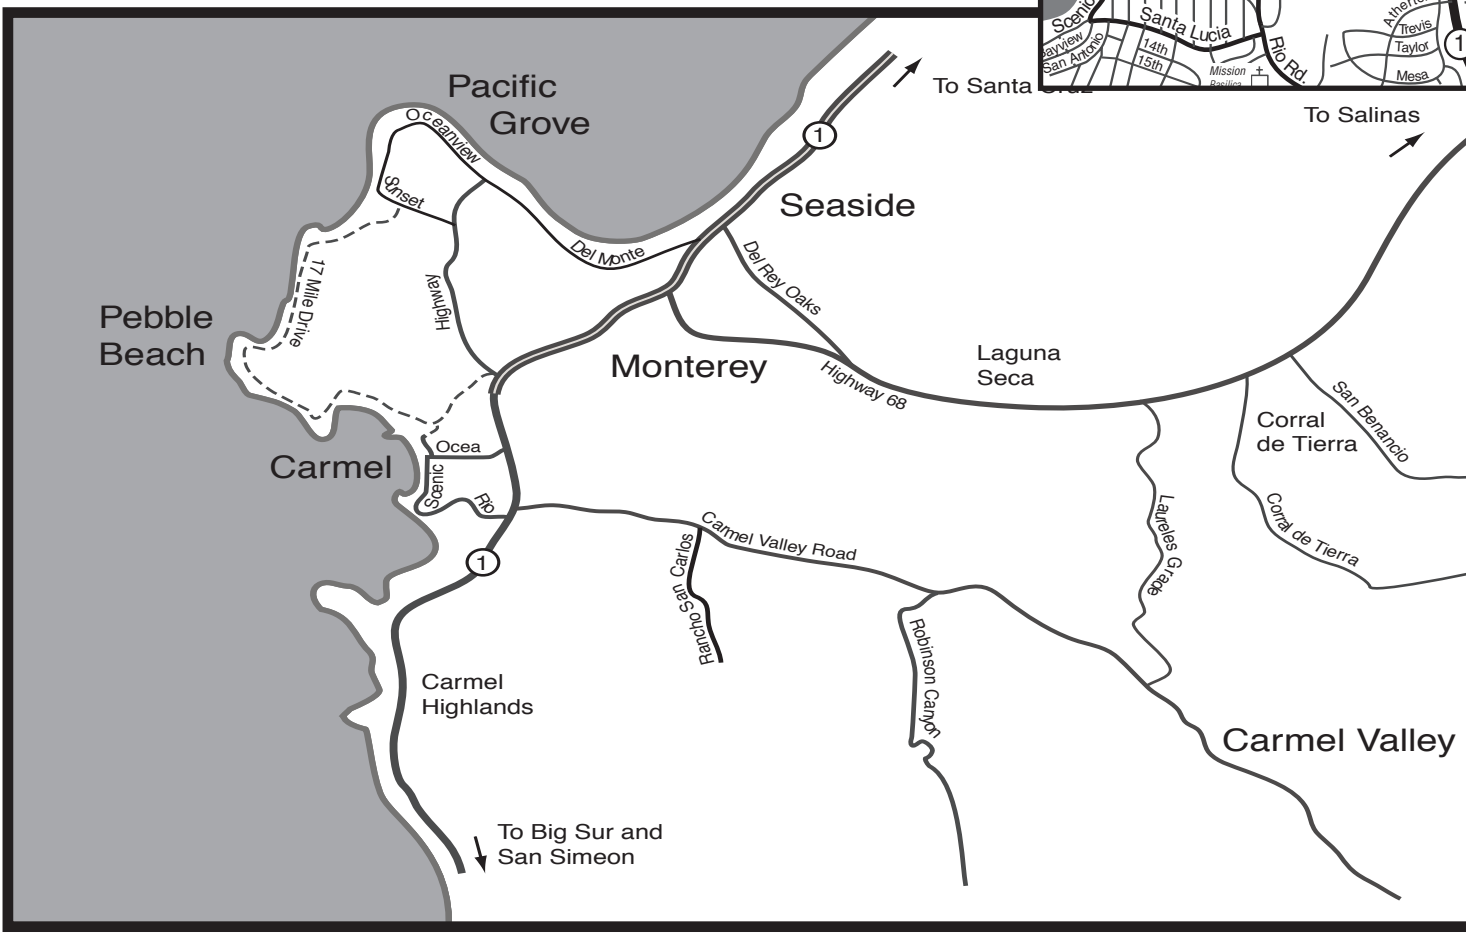 Scenic
Santa Lucia
Bayview
San Antonio
14th
15th
Mission
Basilica
Rio Rd.
Atherton
Trevis
Taylor
Mesa
1
To Santa Cruz
To Salinas
Pacific
Grove
Oceanview
Sunset
1
Seaside
Del Monte
Del Rey Oaks
17 Mile Drive
Highway
Pebble
Beach
Monterey
Highway 68
Laguna
Seca
San Benancio
Corral
de Tierra
Corral de Tierra
Carmel
Ocea
Scenic
Rio
1
Carmel Valley Road
Rancho San Carlos
Laureles Grade
Robinson Canyon
Carmel
Highlands
Carmel Valley
To Big Sur and
San Simeon